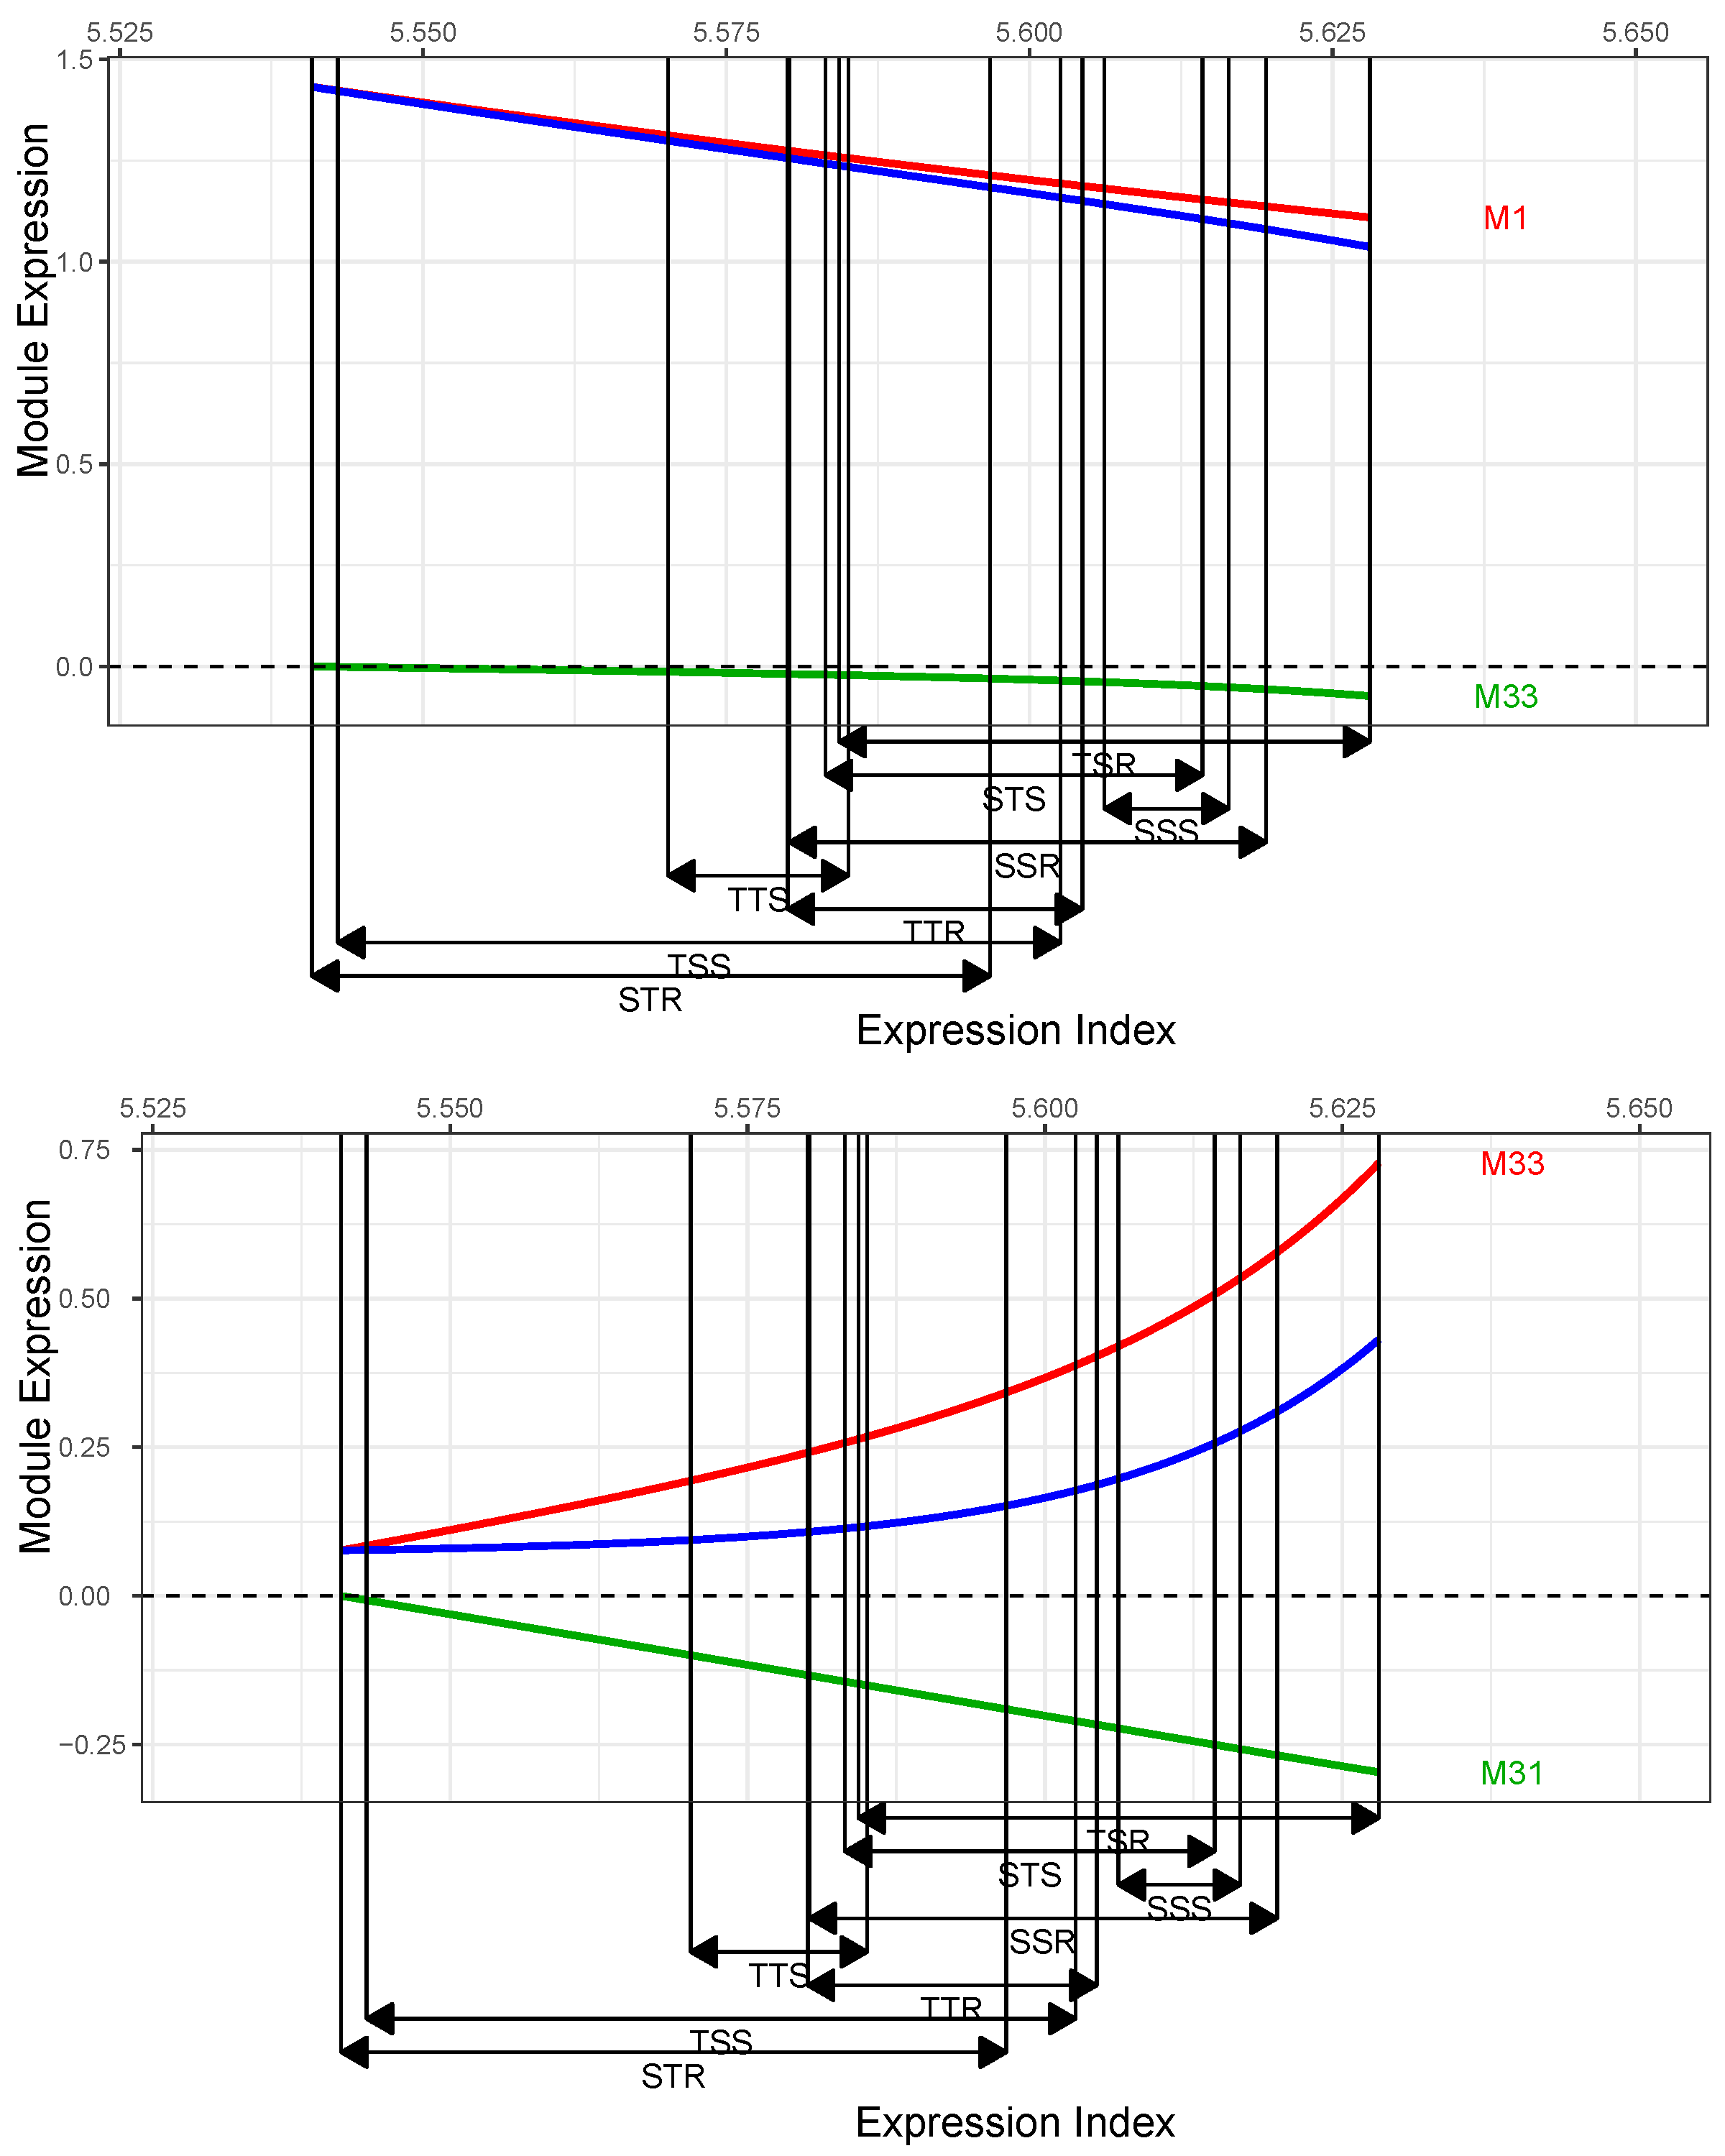 5.525 5.550 5.575 5.600 5.625 5.650
1.5
1.0
0.5
0.0
Module Expression
M1
M33
TSR
STS
SSS
SSR
TTS
TTR
TSS
STR
Expression Index
5.525 5.550 5.575 5.600 5.625 5.650
0.75
0.50
0.25
0.00
−0.25
Module Expression
M33
M31
TSR
STS
SSS
SSR
TTS
TTR
TSS
STR
Expression Index